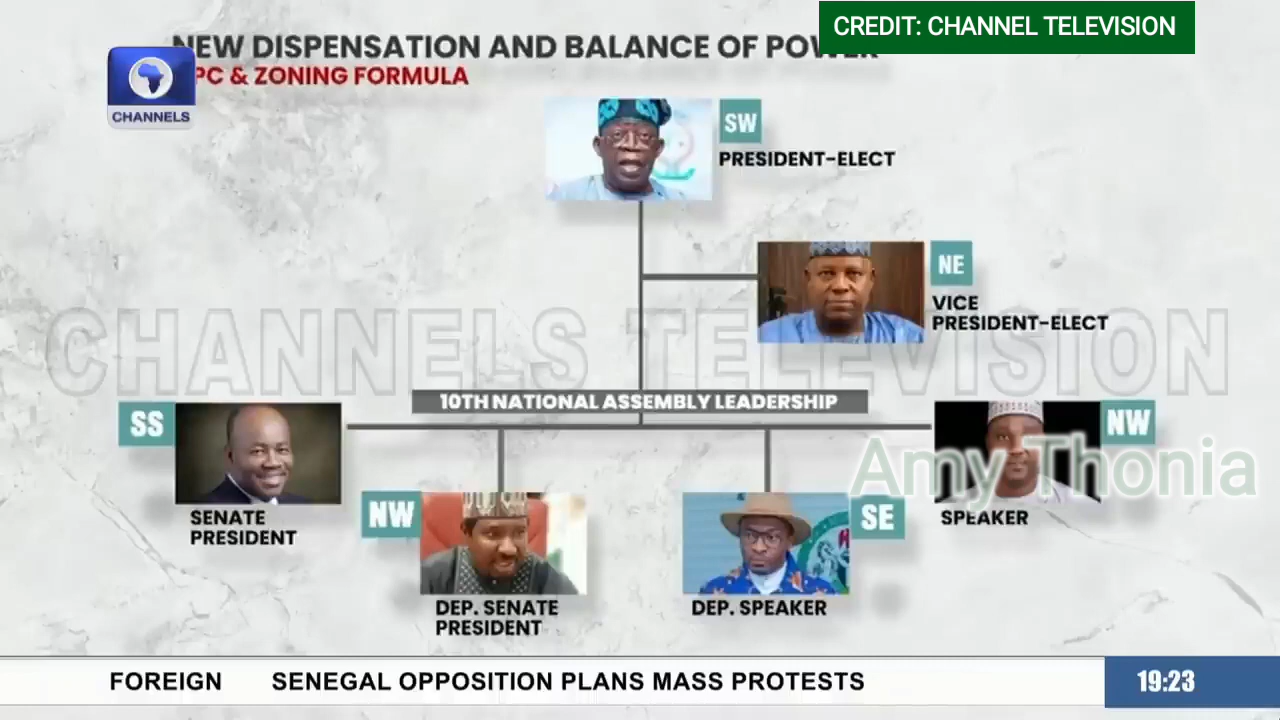 CREDIT: CHANNEL TELEVISION
NEW DISPENSATION AND BALANCE OF POWER
PC & ZONING FORMULA
CHANNELS
SW
PRESIDENT-ELECT
NE
VICE
PRESIDENT-ELECT
CHANNELS TELEVISION
10TH NATIONAL ASSEMBLY LEADERSHIP
SS
SENATE
PRESIDENT
NW
DEP. SENATE
PRESIDENT
SE
DEP. SPEAKER
NW
SPEAKER
Amy Thonia
FOREIGN SENEGAL OPPOSITION PLANS MASS PROTESTS
19:23